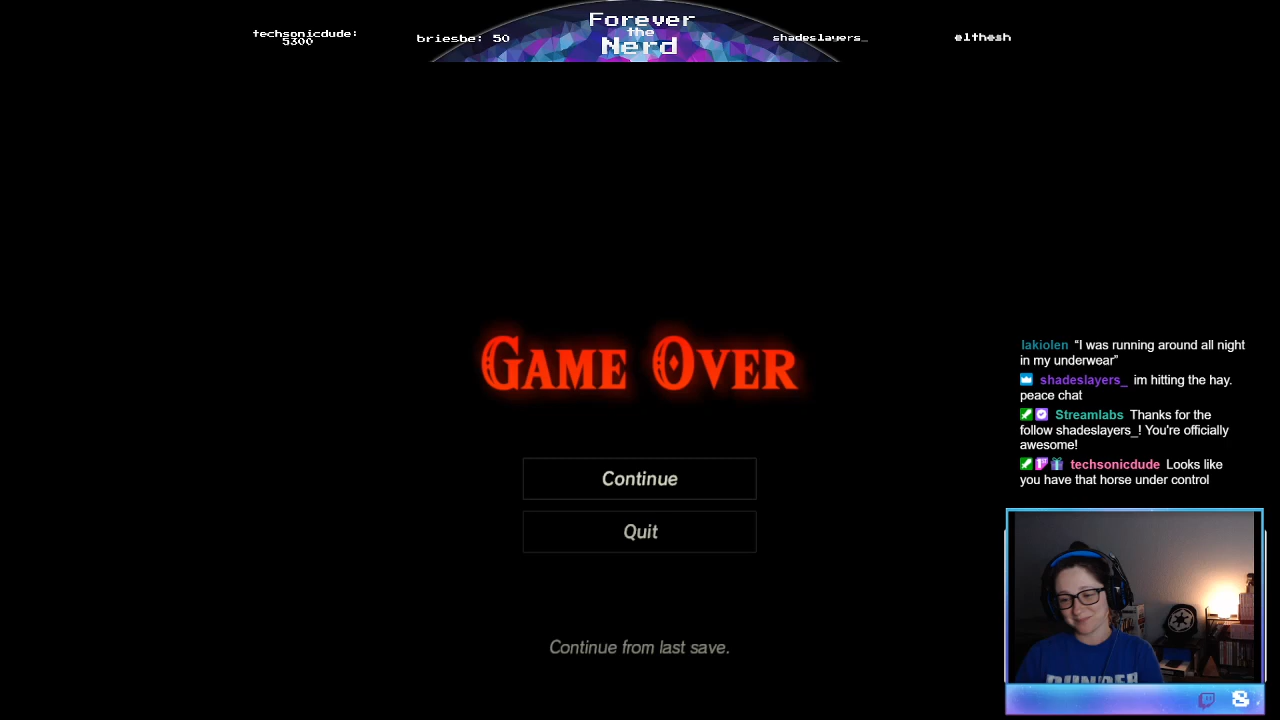 techsonicdude:
5300
briesbe: 50
Forever
the
Nerd
shadeslayers_
elthesh
GAME OVER
Continue
Quit
Continue from last save.
lakiolen “I was running around all night
in my underwear”
shadeslayers_ im hitting the hay.
peace chat
Streamlabs Thanks for the
follow shadeslayers_! You're officially
awesome!
techsonicdude Looks like
you have that horse under control